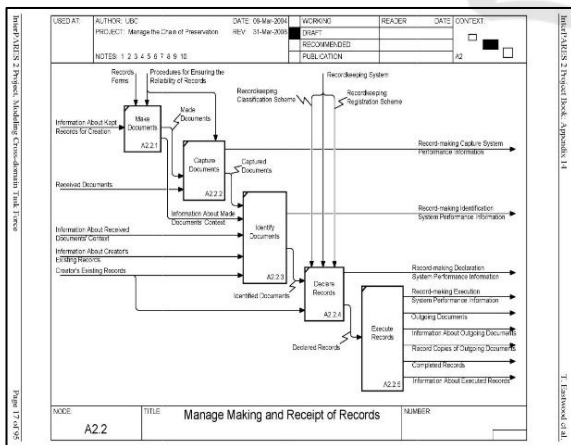 USED AT:
AUTHOR: UBC
DATE: 09-Mar-2004
WORKING
READER
DATE
CONTEXT:
PROJECT: Manage the Chain of Preservation
REV: 31-Mar-2005
DRAFT
RECOMMENDED
NOTES: 1 2 3 4 5 6 7 8 9 10
PUBLICATION
A2
Records
Forms
Procedures for Ensuring the
Reliability of Records
Recordkeeping System
Made
Documents
Recordkeeping
Classification Scheme
Recordkeeping
Registration Scheme
Information About Kept
Records for Creation
Make
Documents
A2.2.1
Capture
Documents
A2.2.2
Captured
Documents
Record-making Capture System
Performance Information
Received Documents
Information About Made
Documents' Context
Record-making Identification
System Performance Information
Information About Received
Documents' Context
Identify
Documents
A2.2.3
Information About Creator's
Existing Records
Creator's Existing Records
Identified Documents
Declare
Records
A2.2.4
Record-making Declaration
System Performance Information
Record-making Execution
System Performance Information
Outgoing Documents
Information About Outgoing Documents
Record Copies of Outgoing Documents
Completed Records
Information About Executed Records
Declared Records
Execute
Records
A2.2.5
NODE:
A2.2
TITLE:
Manage Making and Receipt of Records
NUMBER:
InterPARES 2 Project, Modeling Cross-domain Task Force
Page 17 of 95
InterPARES 2 Project Book: Appendix 14
T. Eastwood et al.